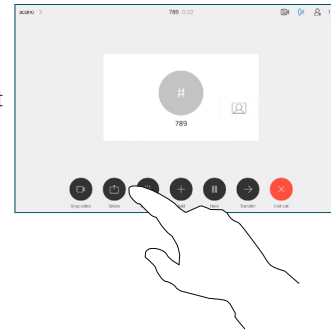 acano >
789 0:22
#
789
Stop video
Share
Hold
Transfer
End call